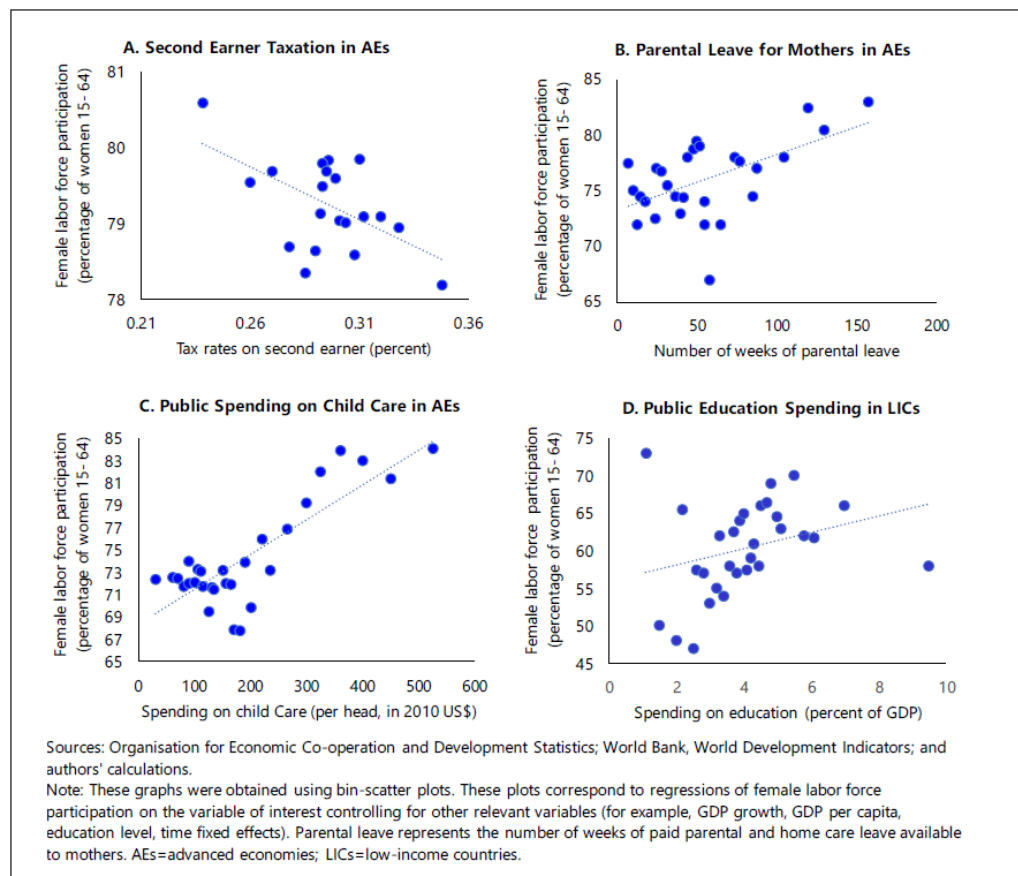 A. Second Earner Taxation in AEs
Female labor force participation
(percentage of women 15- 64)
81
80
79
78
0.21 0.26 0.31 0.36
Tax rates on second earner (percent)
B. Parental Leave for Mothers in AEs
Female labor force participation
(percentage of women 15- 64)
85
80
75
70
65
0 50 100 150 200
Number of weeks of parental leave
C. Public Spending on Child Care in AEs
Female labor force participation
(percentage of women 15- 64)
85
83
81
79
77
75
73
71
69
67
65
0 100 200 300 400 500 600
Spending on child Care (per head, in 2010 US$)
D. Public Education Spending in LICs
Female labor force participation
(percentage of women 15- 64)
75
70
65
60
55
50
45
0 2 4 6 8 10
Spending on education (percent of GDP)
Sources: Organisation for Economic Co-operation and Development Statistics; World Bank, World Development Indicators; and
authors' calculations.
Note: These graphs were obtained using bin-scatter plots. These plots correspond to regressions of female labor force
participation on the variable of interest controlling for other relevant variables (for example, GDP growth, GDP per capita,
education level, time fixed effects). Parental leave represents the number of weeks of paid parental and home care leave available
to mothers. AEs=advanced economies; LICs=low-income countries.